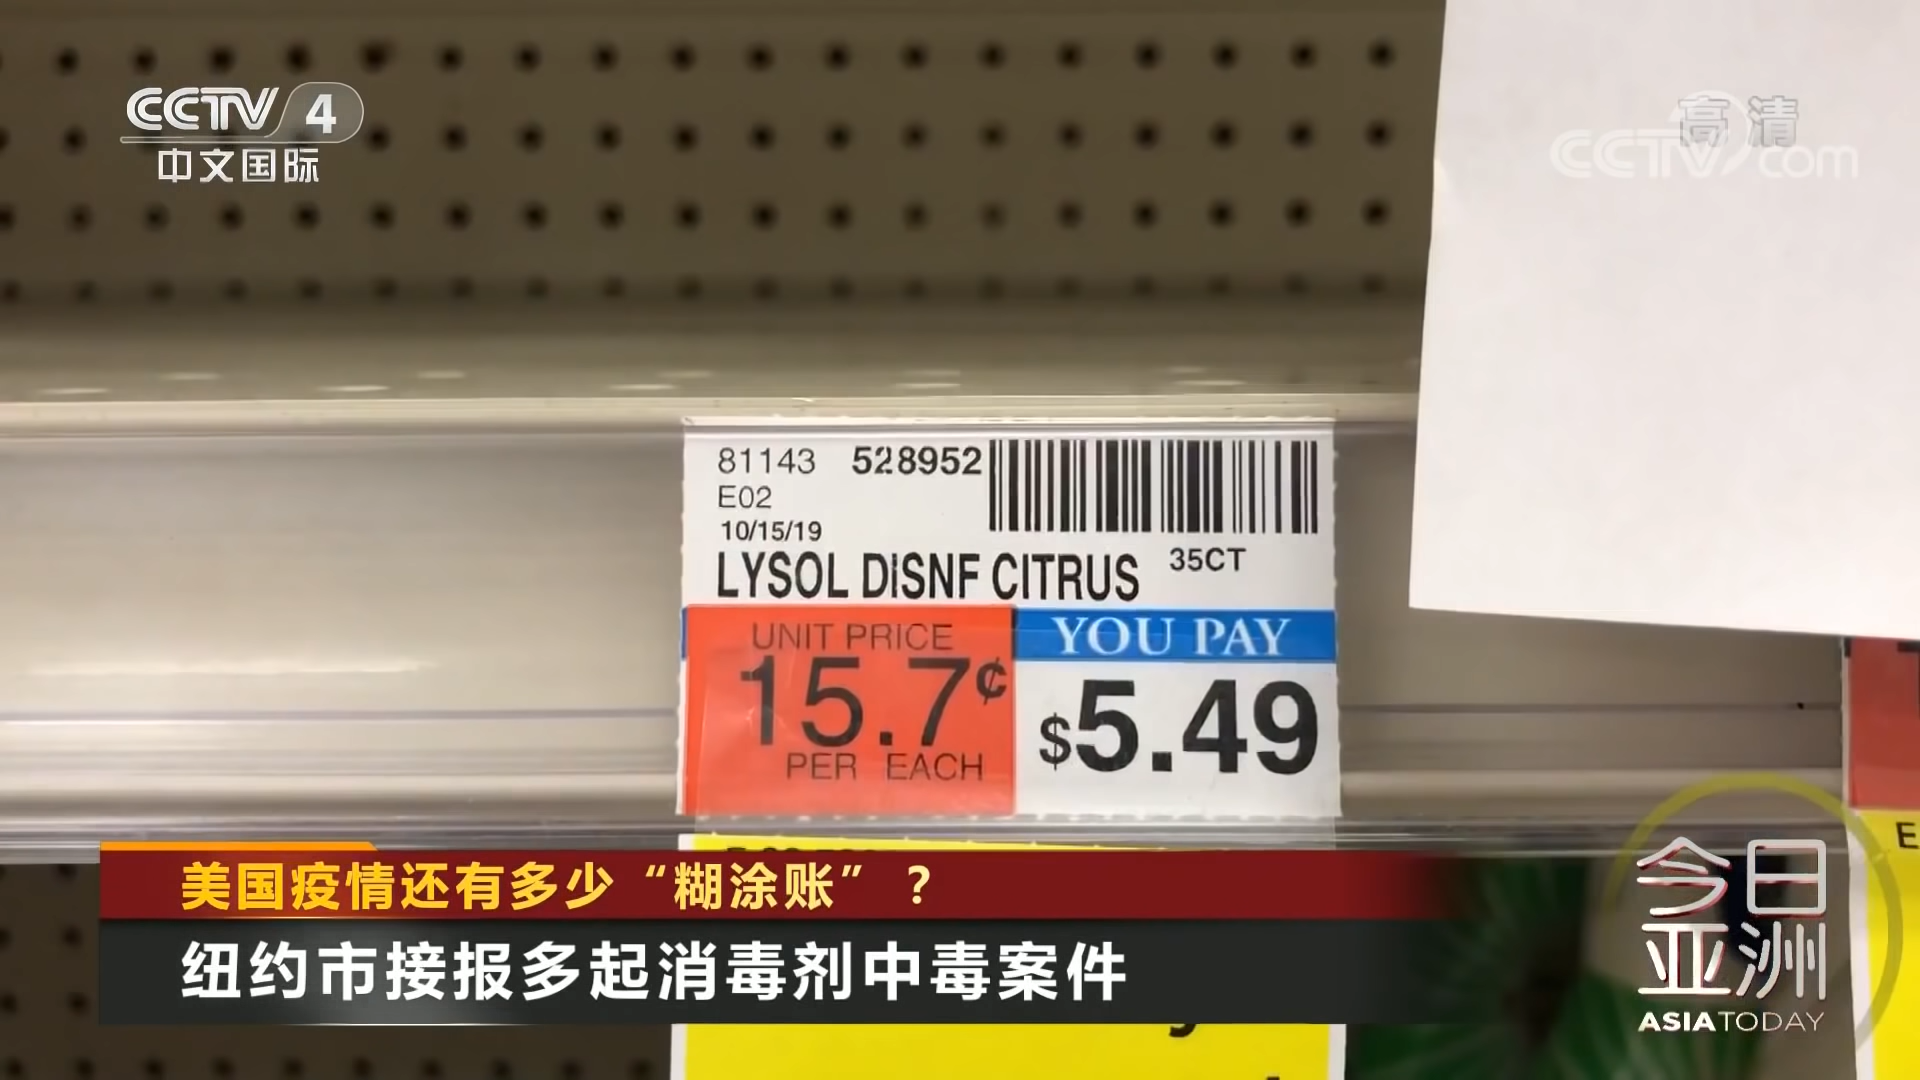 CCTV 4
中文国际
高清
CCTV.com
81143 528952
E02
10/15/19
LYSOL DISNF CITRUS 35CT
UNIT PRICE
15.7¢
PER EACH
YOU PAY
$5.49
美国疫情还有多少“糊涂账”？
纽约市接报多起消毒剂中毒案件
今日
亚洲
ASIA TODAY